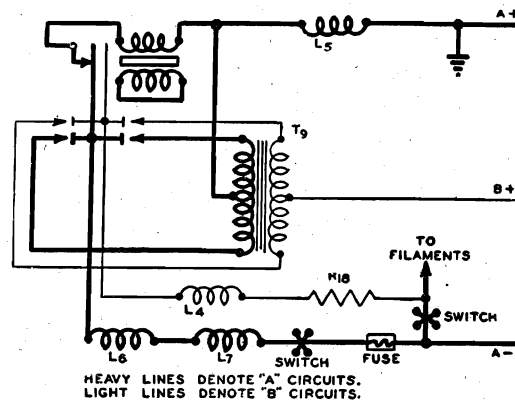 A+
L5
T9
B+
TO
FILAMENTS
R18
L4
SWITCH
L6
L7
SWITCH
FUSE
A-
HEAVY LINES DENOTE "A" CIRCUITS.
LIGHT LINES DENOTE "B" CIRCUITS.